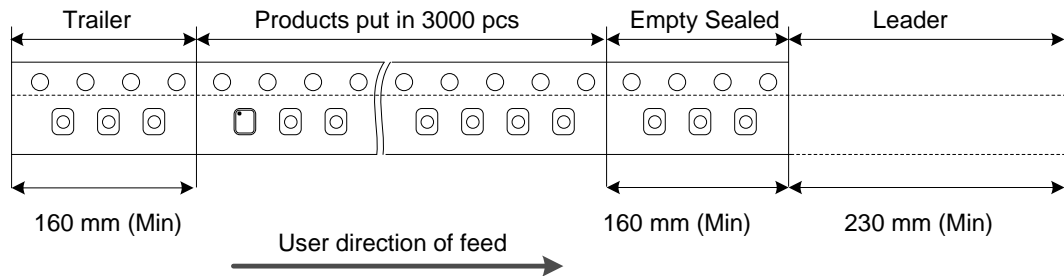 Trailer Products put in 3000 pcs Empty Sealed Leader
160 mm (Min) 160 mm (Min) 230 mm (Min)
User direction of feed